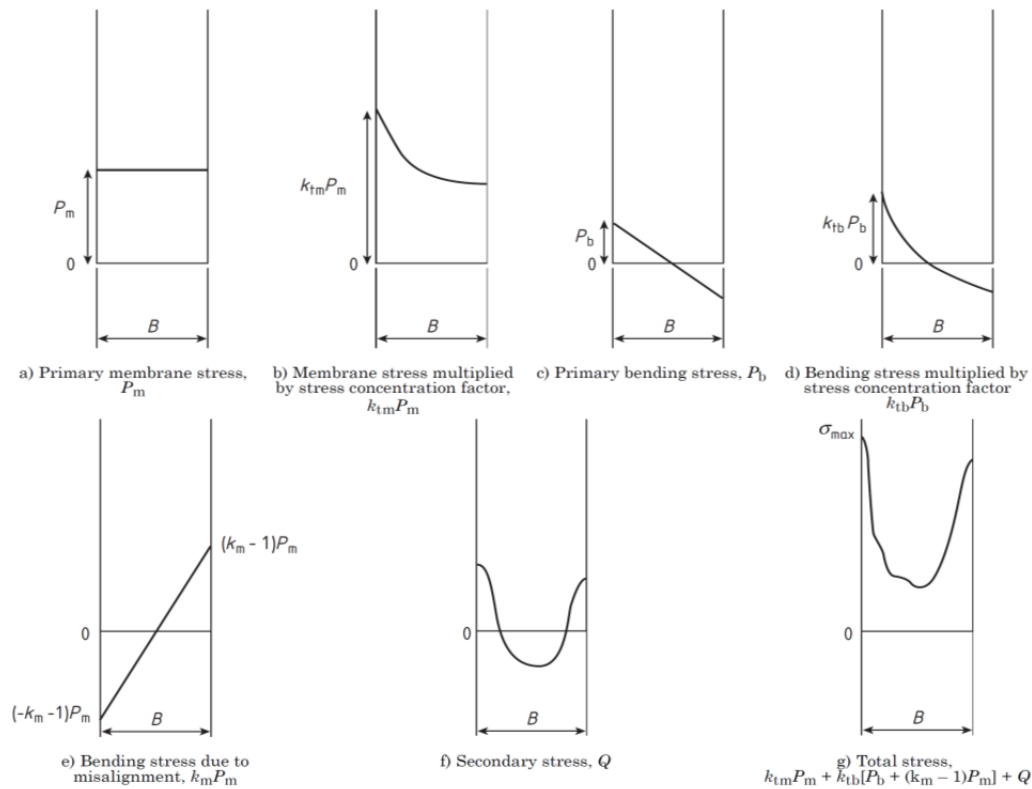 P_m
0
B
a) Primary membrane stress,
P_m
k_tm P_m
0
B
b) Membrane stress multiplied
by stress concentration factor,
k_tm P_m
P_b
0
B
c) Primary bending stress, P_b
k_tb P_b
0
B
d) Bending stress multiplied by
stress concentration factor
k_tb P_b
(k_m - 1)P_m
0
(-k_m -1)P_m
B
e) Bending stress due to
misalignment, k_m P_m
0
B
f) Secondary stress, Q
σ_max
0
B
g) Total stress,
k_tm P_m + k_tb[P_b + (k_m – 1)P_m] + Q